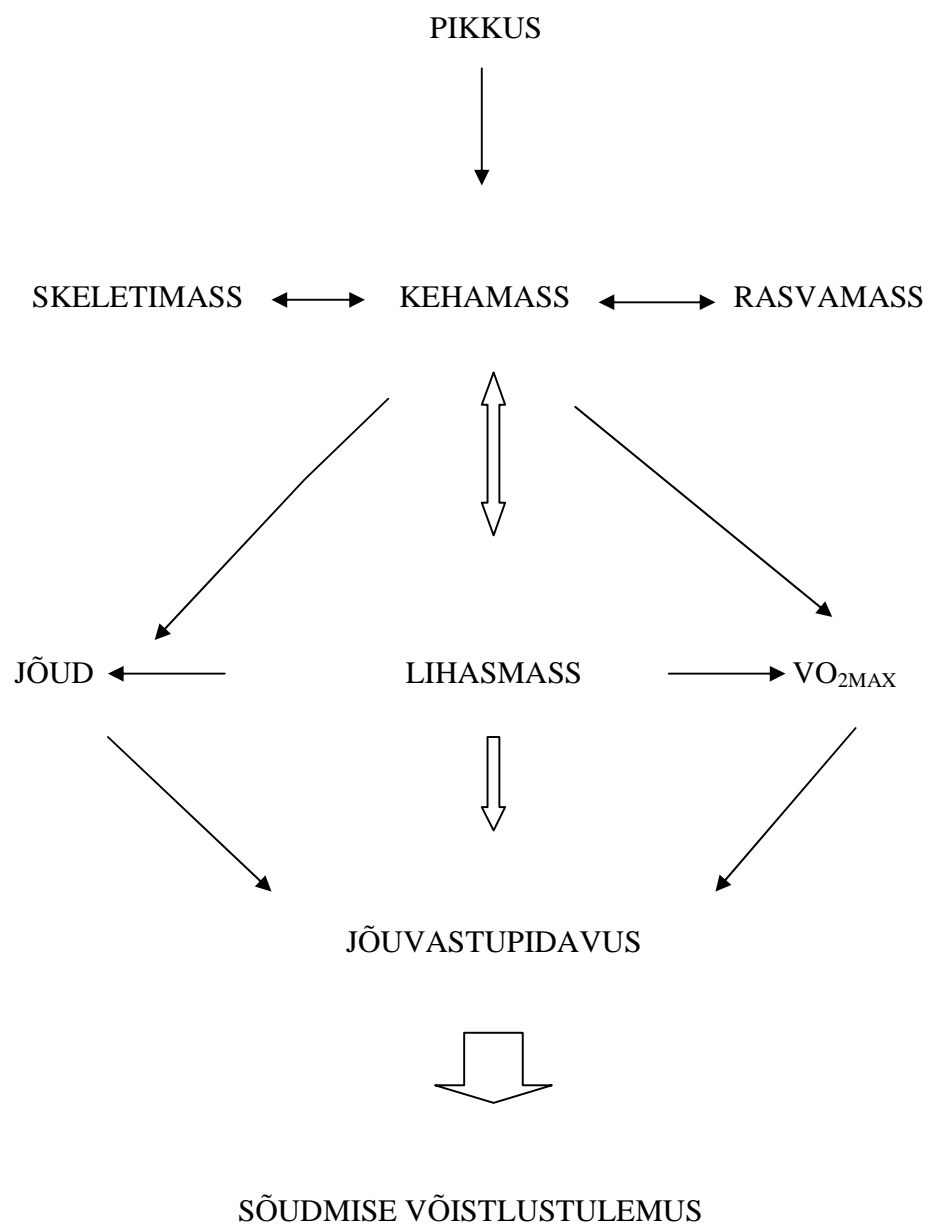 PIKKUS
SKELETIMASS KEHAMASS RASVAMASS
JÕUD LIHASMASS VO₂MAX
JÕUVASTUPIDAVUS
SÕUDMISE VÕISTLUSTULEMUS